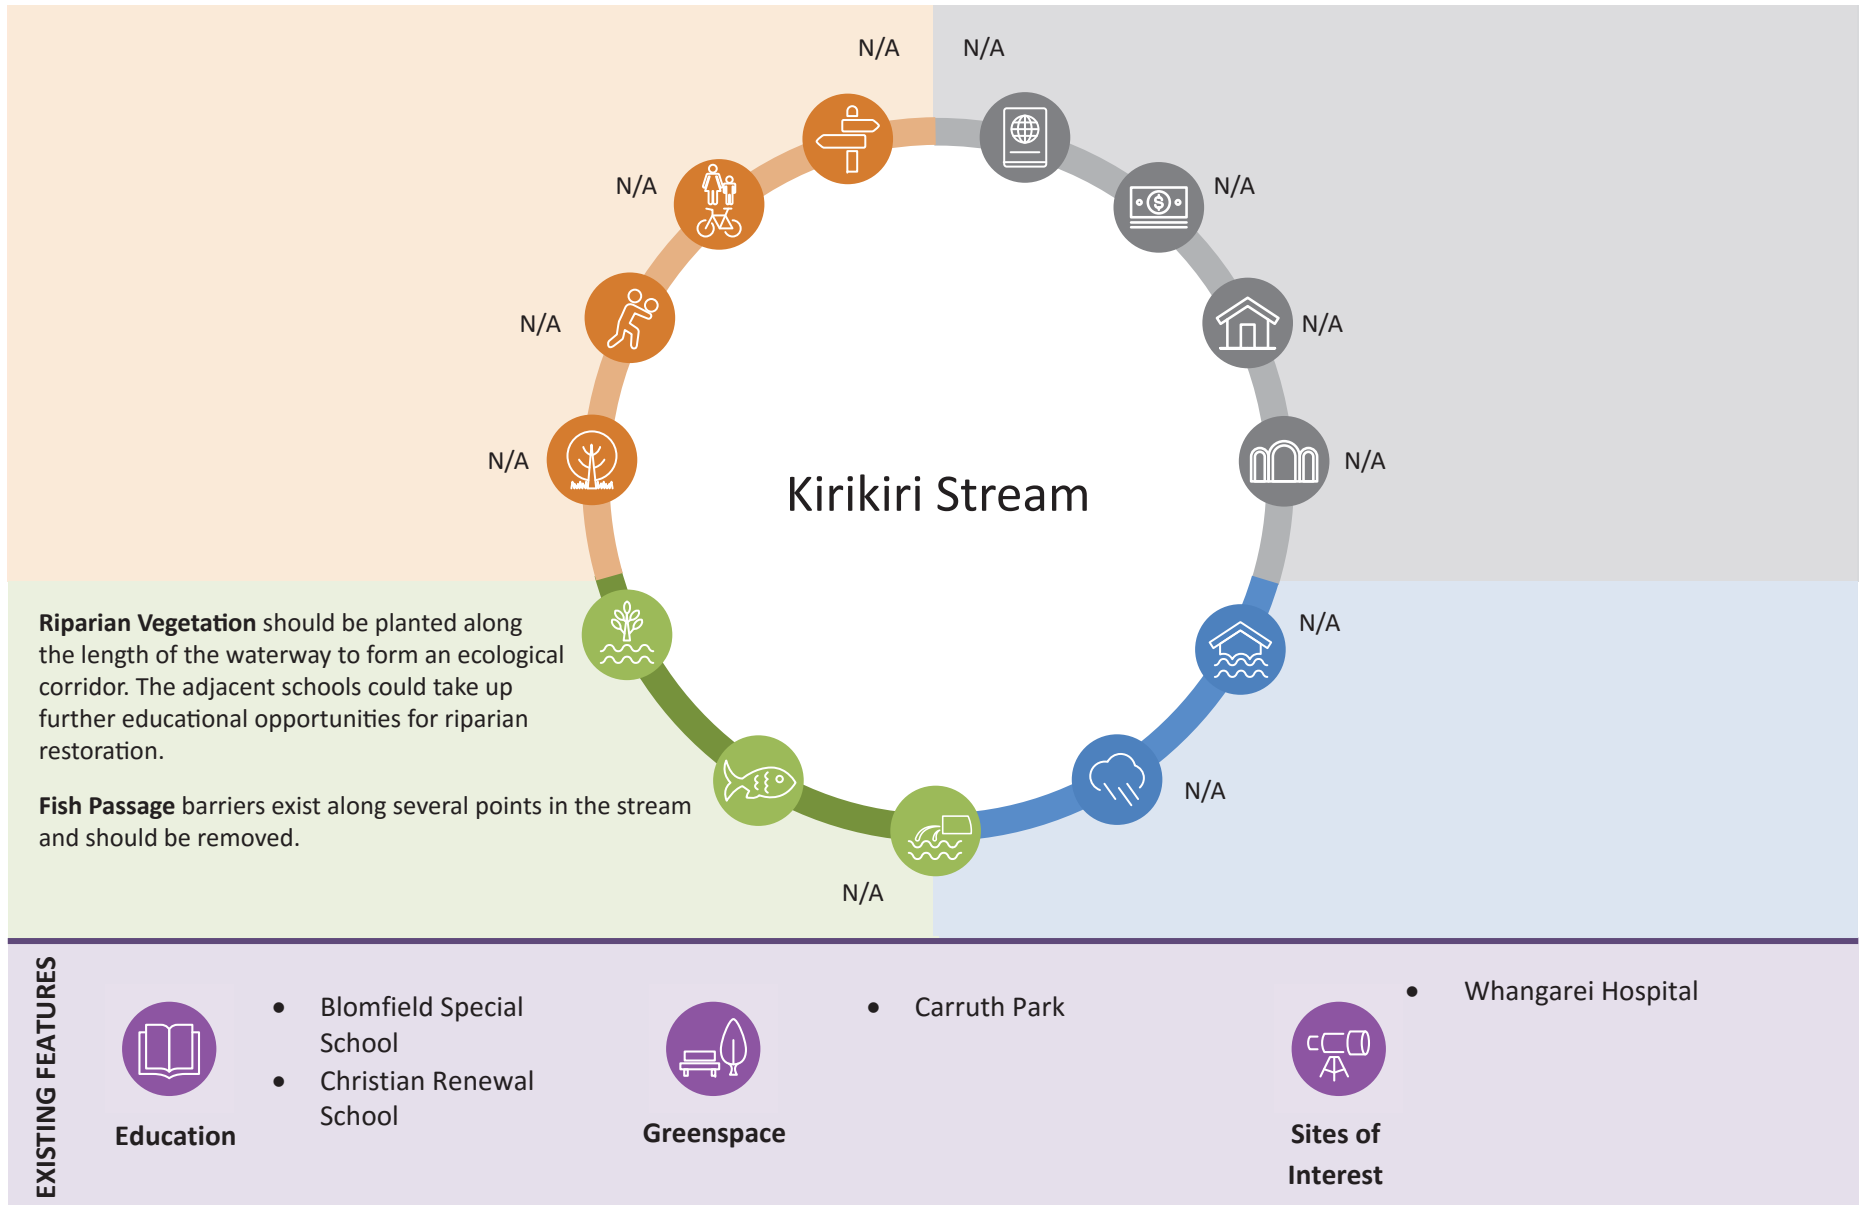 N/A
N/A
N/A
N/A
N/A
N/A
N/A
N/A
Kirikiri Stream
Riparian Vegetation should be planted along
the length of the waterway to form an ecological
corridor. The adjacent schools could take up
further educational opportunities for riparian
restoration.
Fish Passage barriers exist along several points in the stream
and should be removed.
N/A
N/A
N/A
EXISTING FEATURES
Education
• Blomfield Special
School
• Christian Renewal
School
Greenspace
• Carruth Park
Sites of
Interest
• Whangarei Hospital